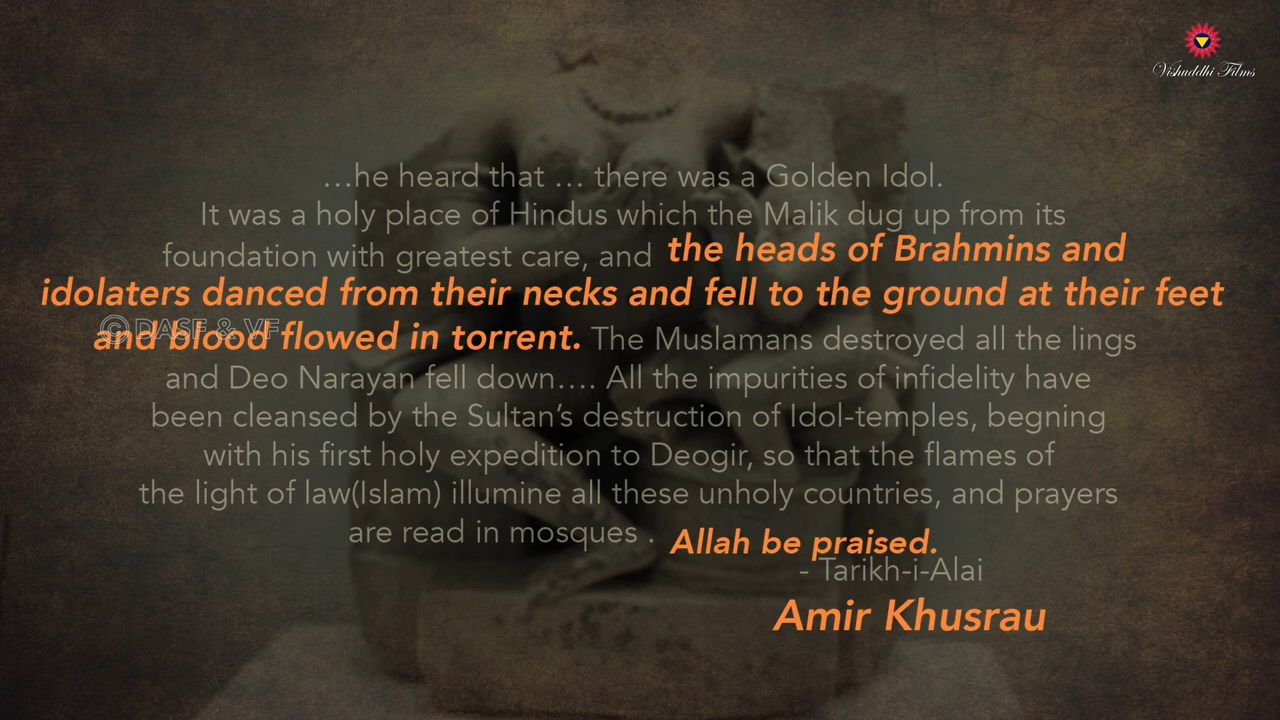 Vishuddhi Films
...he heard that ... there was a Golden Idol.
It was a holy place of Hindus which the Malik dug up from its
foundation with greatest care, and the heads of Brahmins and
idolaters danced from their necks and fell to the ground at their feet
and blood flowed in torrent. The Muslamans destroyed all the lings
© DASF & VF
and Deo Narayan fell down.... All the impurities of infidelity have
been cleansed by the Sultan's destruction of Idol-temples, begning
with his first holy expedition to Deogir, so that the flames of
the light of law(Islam) illumine all these unholy countries, and prayers
are read in mosques . Allah be praised.
- Tarikh-i-Alai
Amir Khusrau